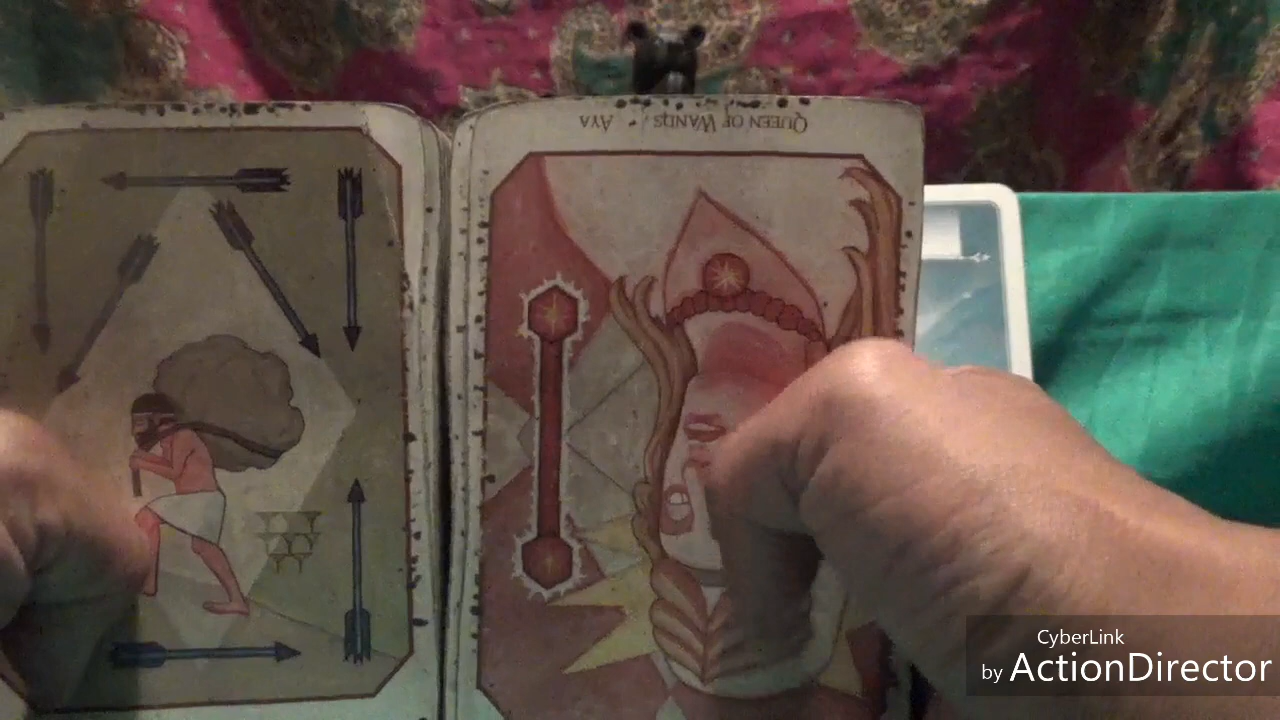 QUEEN OF WANDS • AYA
CyberLink
by ActionDirector